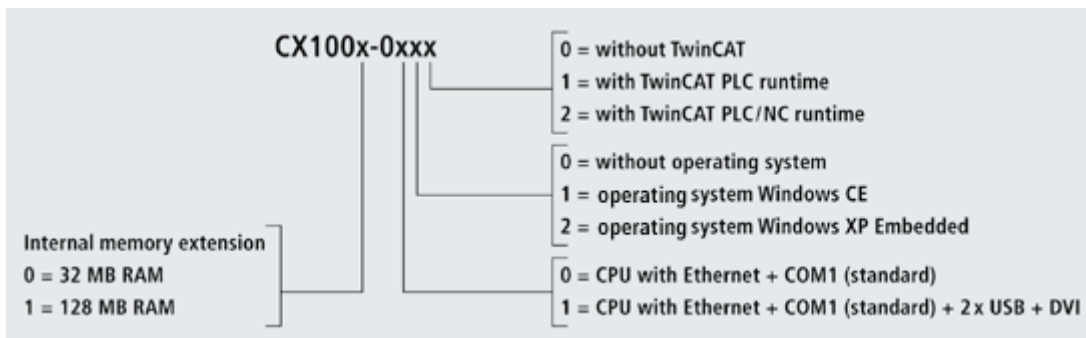 CX100x-0xxx
0 = without TwinCAT
1 = with TwinCAT PLC runtime
2 = with TwinCAT PLC/NC runtime
0 = without operating system
1 = operating system Windows CE
2 = operating system Windows XP Embedded
Internal memory extension
0 = 32 MB RAM
1 = 128 MB RAM
0 = CPU with Ethernet + COM1 (standard)
1 = CPU with Ethernet + COM1 (standard) + 2x USB + DVI